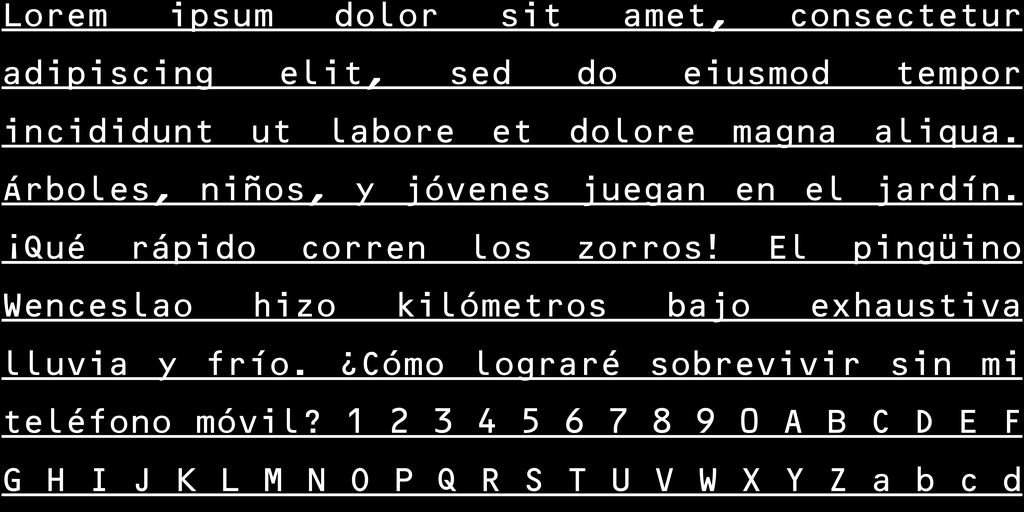 Lorem ipsum dolor sit amet, consectetur
adipiscing elit, sed do eiusmod tempor
incididunt ut labore et dolore magna aliqua.
Árboles, niños, y jóvenes juegan en el jardín.
¡Qué rápido corren los zorros! El pingüino
Wenceslao hizo kilómetros bajo exhaustiva
lluvia y frío. ¿Cómo lograré sobrevivir sin mi
teléfono móvil? 1 2 3 4 5 6 7 8 9 0 A B C D E F
G H I J K L M N O P Q R S T U V W X Y Z a b c d